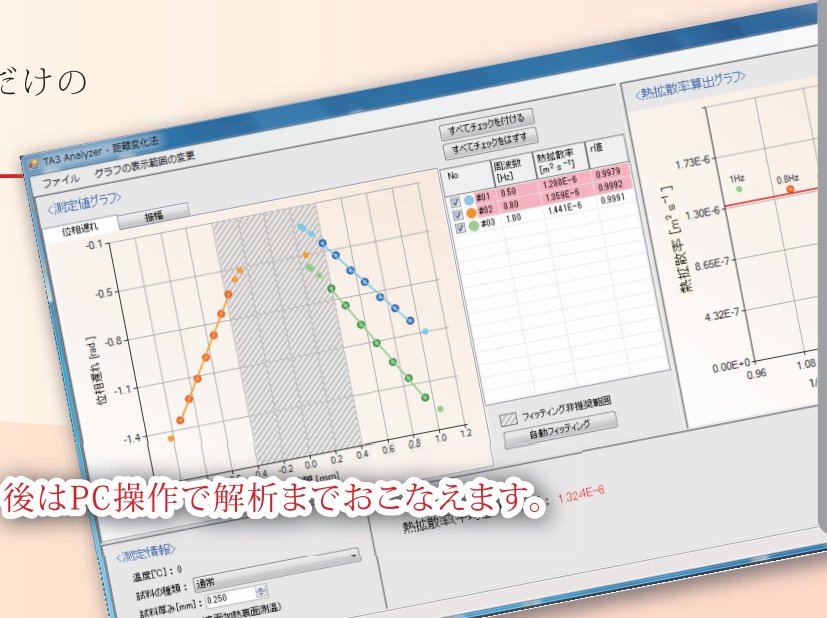 だけの
TA3 Analyzer - 距離変化法
ファイル グラフの表示範囲の変更
<測定値グラフ>
位相遅れ 振幅
-0.1
-0.5
-0.8
-1.1
-1.4
位相遅れ [rad.]
-0.2 0.0 0.2 0.4 0.6 0.8 1.0 1.2
[mm]
すべてチェックを付ける
すべてチェックをはずす
No 周波数 [Hz] 熱拡散率 [m² s⁻¹] r値
#01 0.50 1.288E-6 0.9979
#02 0.80 1.359E-6 0.9992
#03 1.00 1.441E-6 0.9991
フィッティング非推奨範囲
自動フィッティング
<熱拡散率算出グラフ>
1.73E-6
1.30E-6
8.65E-7
4.32E-7
0.00E+0
熱拡散率 [m² s⁻¹]
1Hz 0.8Hz
0.96 1.08
1/
後はPC操作で解析までおこなえます。
: 1.324E-6
<測定情報>
温度[℃] : 0
試料の種類 : 通常
試料厚み[mm] : 0.250